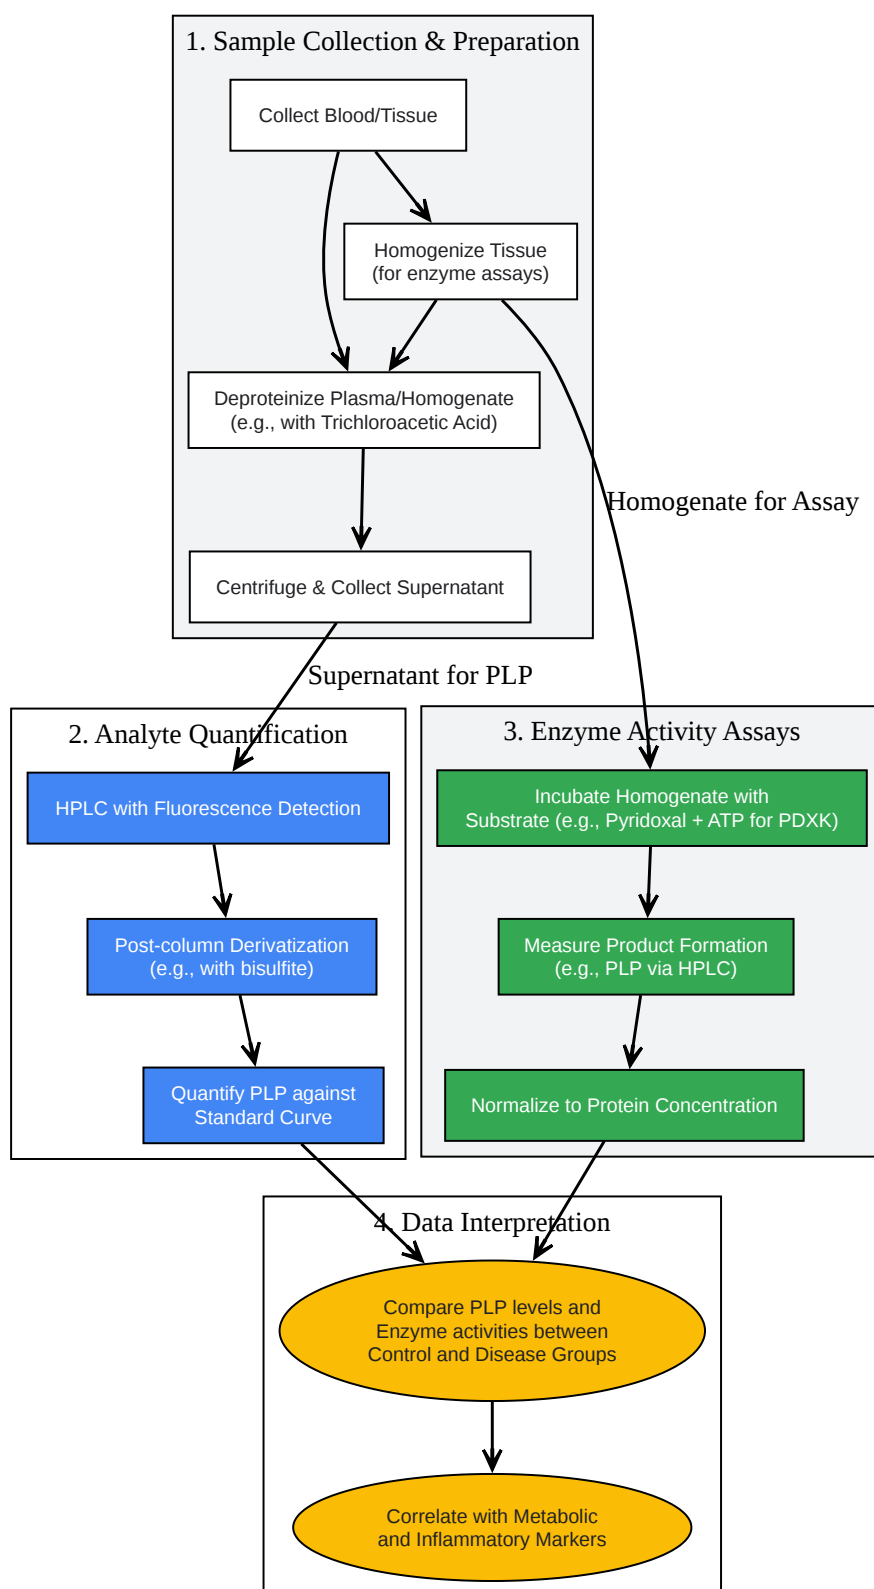 1. Sample Collection & Preparation
Collect Blood/Tissue
Homogenize Tissue
(for enzyme assays)
Deproteinize Plasma/Homogenate
(e.g., with Trichloroacetic Acid)
Homogenate for Assay
Centrifuge & Collect Supernatant
Supernatant for PLP
2. Analyte Quantification
HPLC with Fluorescence Detection
Post-column Derivatization
(e.g., with bisulfite)
Quantify PLP against
Standard Curve
3. Enzyme Activity Assays
Incubate Homogenate with
Substrate (e.g., Pyridoxal + ATP for PDXK)
Measure Product Formation
(e.g., PLP via HPLC)
Normalize to Protein Concentration
4. Data Interpretation
Compare PLP levels and
Enzyme activities between
Control and Disease Groups
Correlate with Metabolic
and Inflammatory Markers